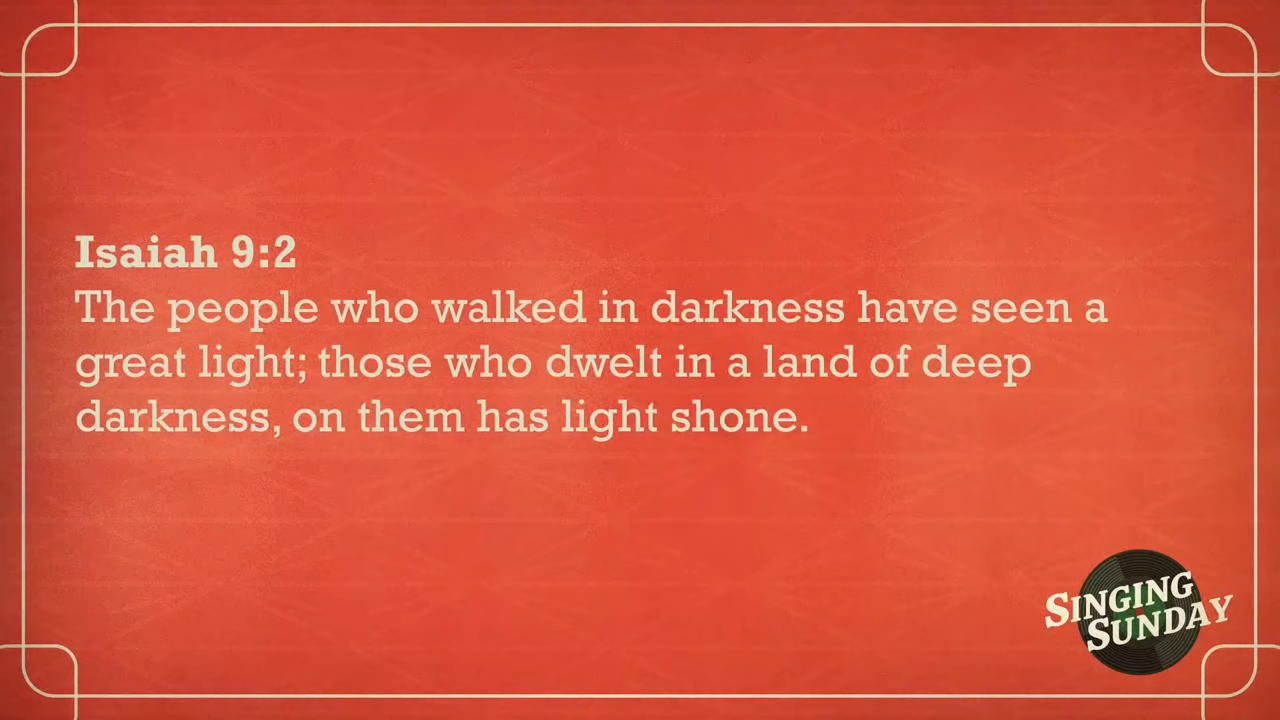 Isaiah 9:2
The people who walked in darkness have seen a
great light; those who dwelt in a land of deep
darkness, on them has light shone.
SINGING
SUNDAY